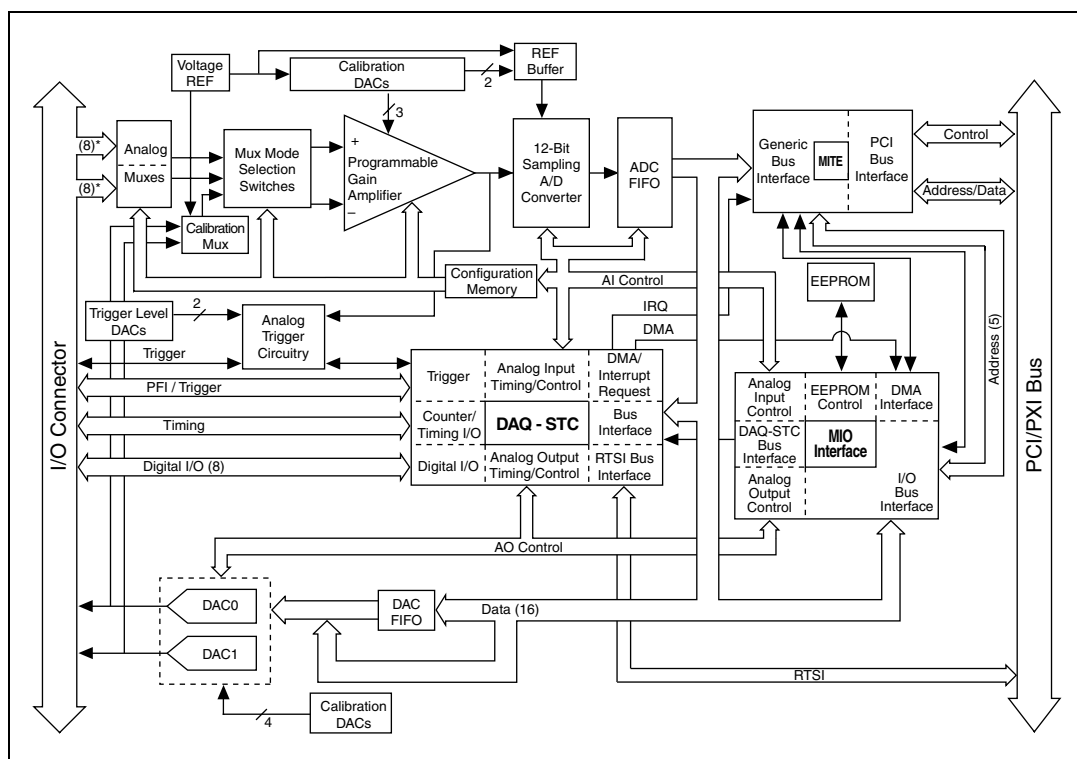 Voltage
REF
Calibration
DACs
2
REF
Buffer
3
(8)*
(8)*
Analog
Muxes
Mux Mode
Selection
Switches
+
Programmable
Gain
Amplifier
–
12-Bit
Sampling
A/D
Converter
ADC
FIFO
Generic
Bus
Interface
MITE
PCI
Bus
Interface
Control
Address/Data
Calibration
Mux
Configuration
Memory
AI Control
EEPROM
Trigger Level
DACs
2
Analog
Trigger
Circuitry
IRQ
DMA
Address (5)
Trigger
PFI / Trigger
Timing
Digital I/O (8)
Trigger
Analog Input
Timing/Control
DMA/
Interrupt
Request
Counter/
Timing I/O
DAQ - STC
Bus
Interface
Digital I/O
Analog Output
Timing/Control
RTSI Bus
Interface
Analog
Input
Control
EEPROM
Control
DMA
Interface
DAQ-STC
Bus
Interface
MIO
Interface
Analog
Output
Control
I/O
Bus
Interface
I/O Connector
PCI/PXI Bus
AO Control
DAC0
DAC1
DAC
FIFO
Data (16)
RTSI
4
Calibration
DACs